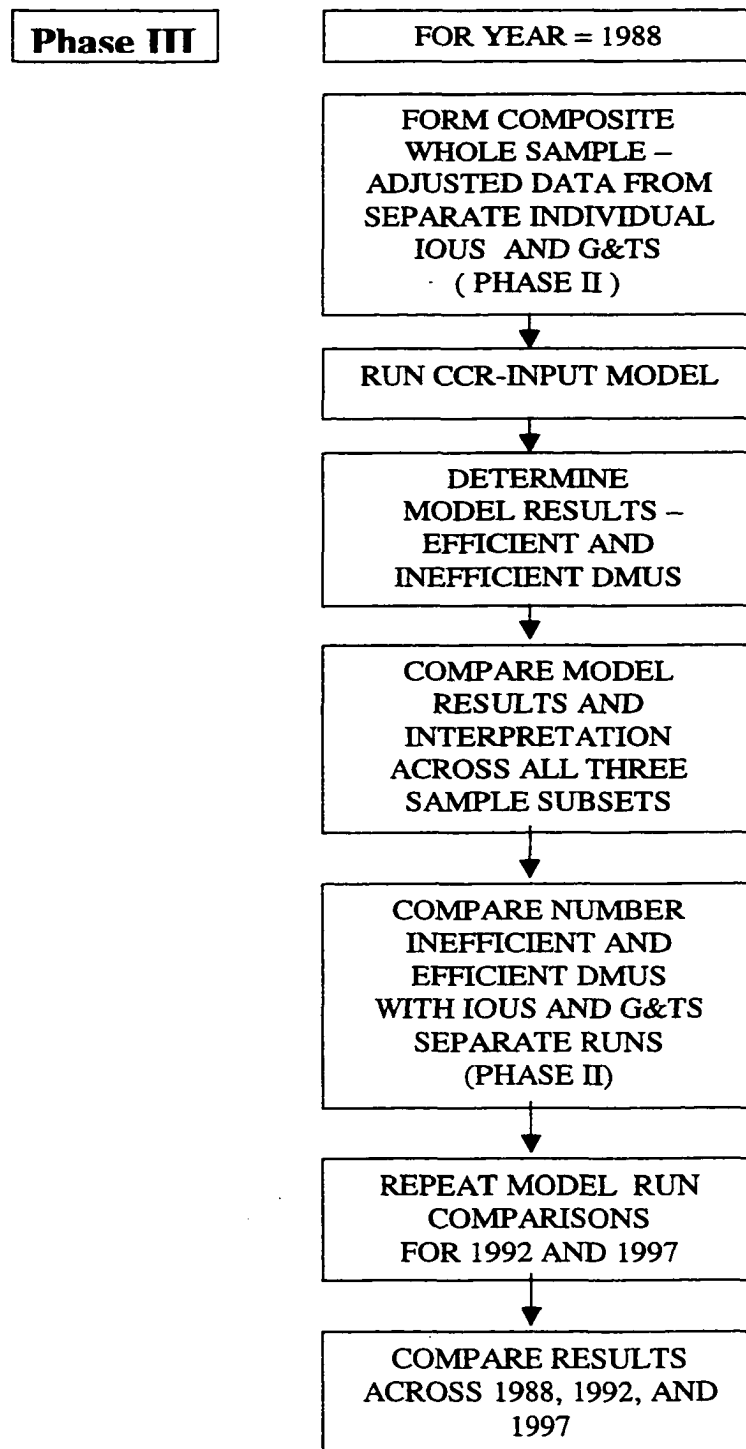 Phase III
FOR YEAR = 1988
FORM COMPOSITE
WHOLE SAMPLE –
ADJUSTED DATA FROM
SEPARATE INDIVIDUAL
IOUS AND G&TS
( PHASE II )
RUN CCR-INPUT MODEL
DETERMINE
MODEL RESULTS –
EFFICIENT AND
INEFFICIENT DMUS
COMPARE MODEL
RESULTS AND
INTERPRETATION
ACROSS ALL THREE
SAMPLE SUBSETS
COMPARE NUMBER
INEFFICIENT AND
EFFICIENT DMUS
WITH IOUS AND G&TS
SEPARATE RUNS
(PHASE II)
REPEAT MODEL RUN
COMPARISONS
FOR 1992 AND 1997
COMPARE RESULTS
ACROSS 1988, 1992, AND
1997